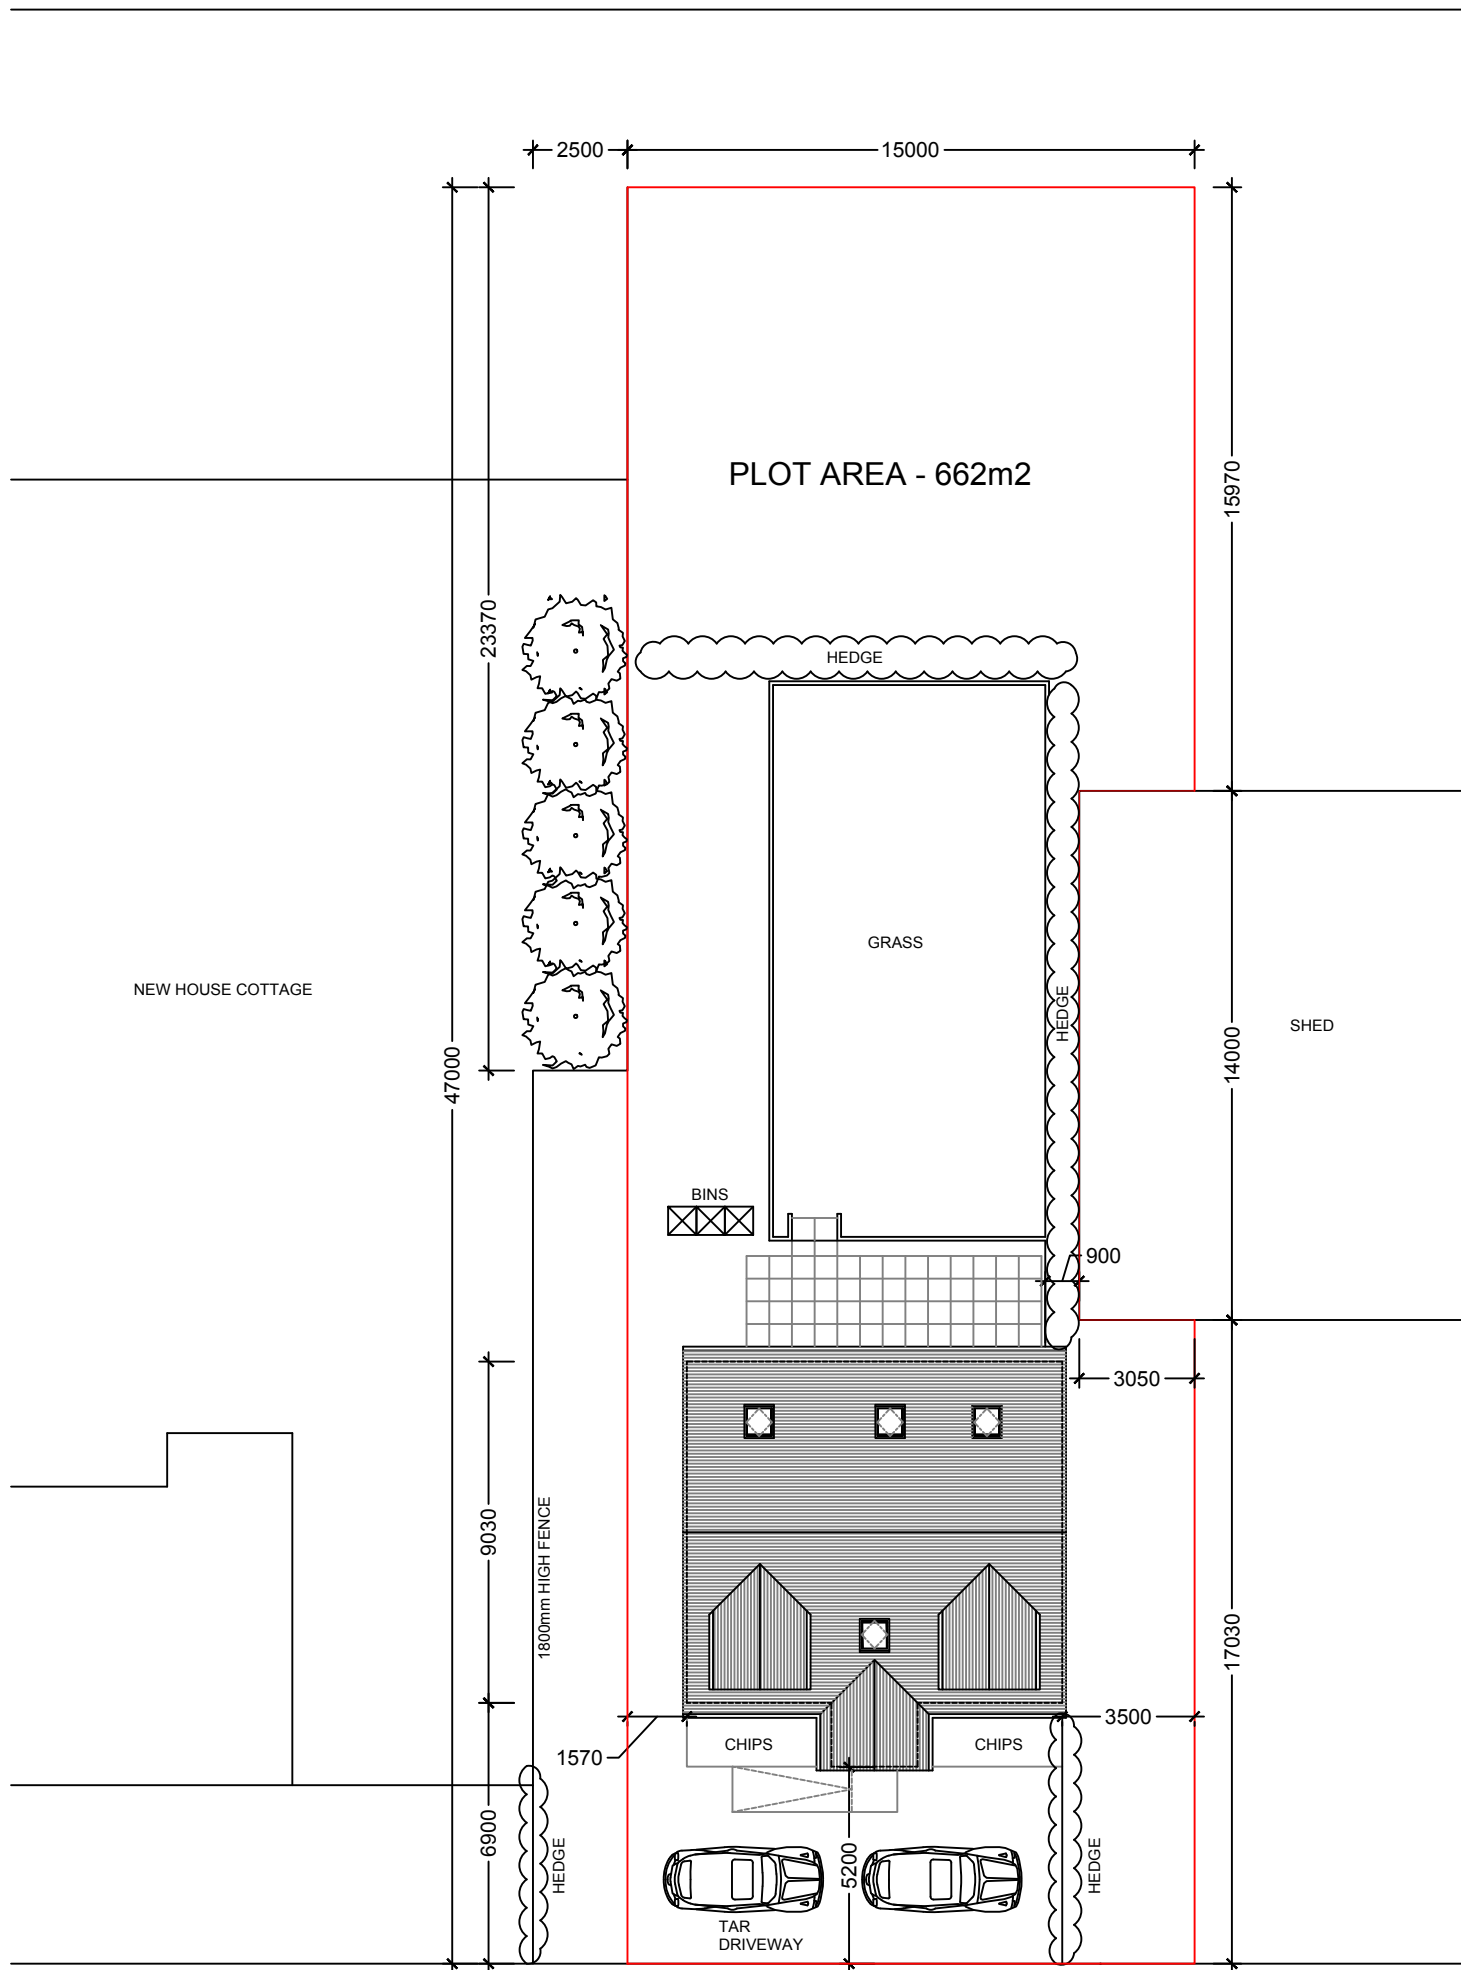 2500
15000
PLOT AREA - 662m2
15970
23370
HEDGE
GRASS
NEW HOUSE COTTAGE
HEDGE
SHED
47000
14000
BINS
900
3050
9030
1800mm HIGH FENCE
17030
3500
1570
CHIPS
CHIPS
6900
5200
HEDGE
HEDGE
TAR
DRIVEWAY